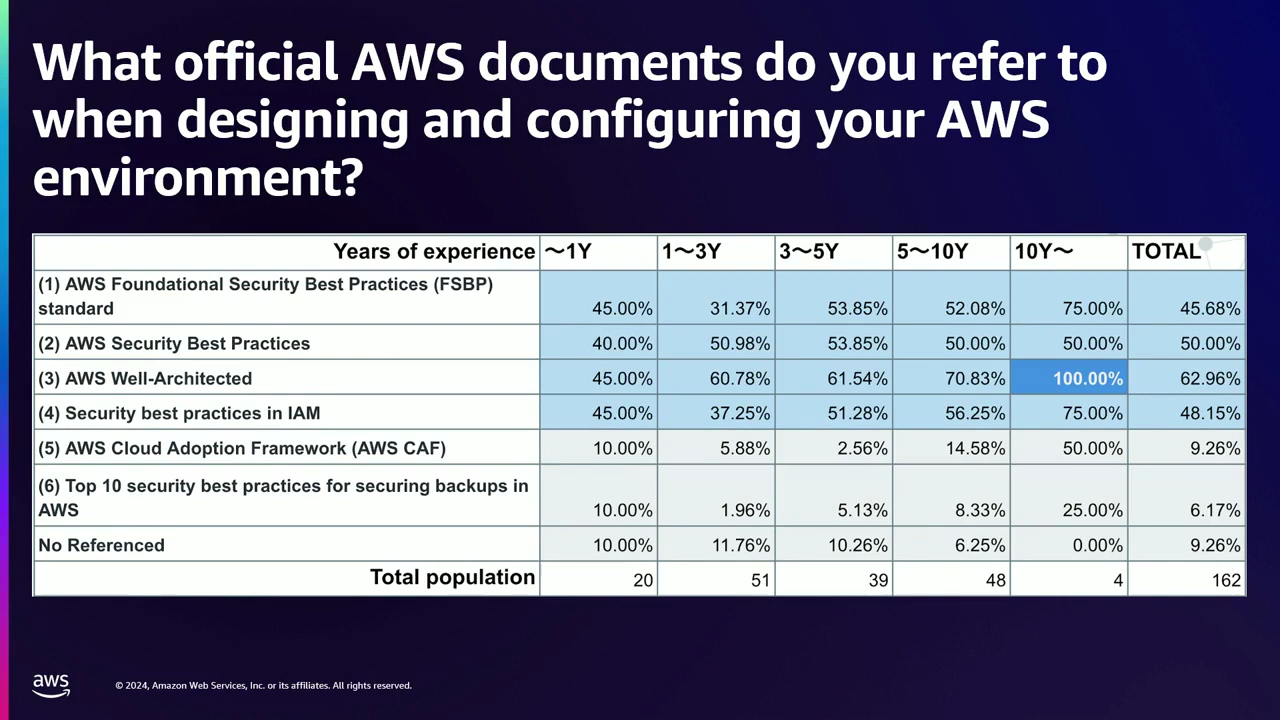 What official AWS documents do you refer to
when designing and configuring your AWS
environment?
Years of experience ～1Y 1～3Y 3～5Y 5～10Y 10Y～ TOTAL
(1) AWS Foundational Security Best Practices (FSBP)
standard 45.00% 31.37% 53.85% 52.08% 75.00% 45.68%
(2) AWS Security Best Practices 40.00% 50.98% 53.85% 50.00% 50.00% 50.00%
(3) AWS Well-Architected 45.00% 60.78% 61.54% 70.83% 100.00% 62.96%
(4) Security best practices in IAM 45.00% 37.25% 51.28% 56.25% 75.00% 48.15%
(5) AWS Cloud Adoption Framework (AWS CAF) 10.00% 5.88% 2.56% 14.58% 50.00% 9.26%
(6) Top 10 security best practices for securing backups in
AWS 10.00% 1.96% 5.13% 8.33% 25.00% 6.17%
No Referenced 10.00% 11.76% 10.26% 6.25% 0.00% 9.26%
Total population 20 51 39 48 4 162
aws
© 2024, Amazon Web Services, Inc. or its affiliates. All rights reserved.